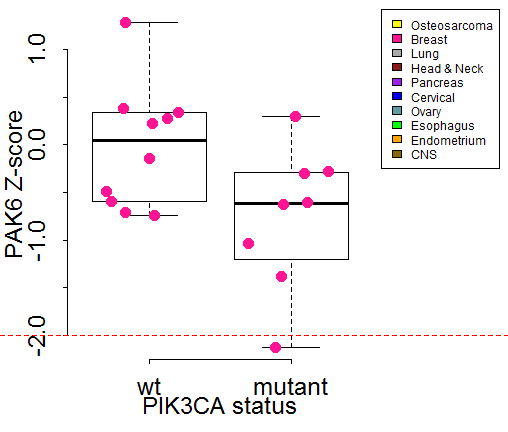 PAK6 Z-score
1.0
0.0
-1.0
-2.0
wt
mutant
PIK3CA status
Osteosarcoma
Breast
Lung
Head & Neck
Pancreas
Cervical
Ovary
Esophagus
Endometrium
CNS